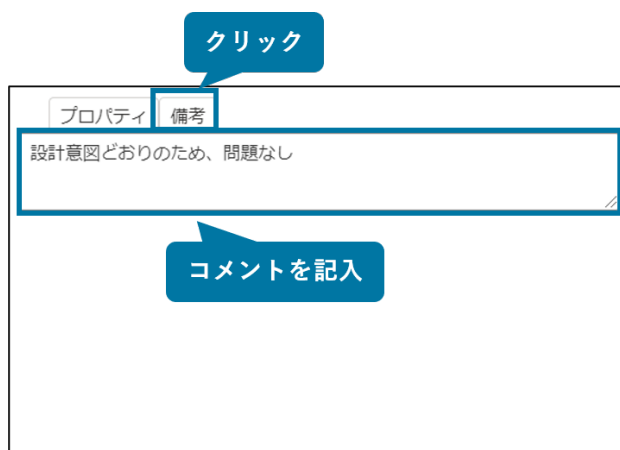 クリック
プロパティ
備考
設計意図どおりのため、問題なし
コメントを記入